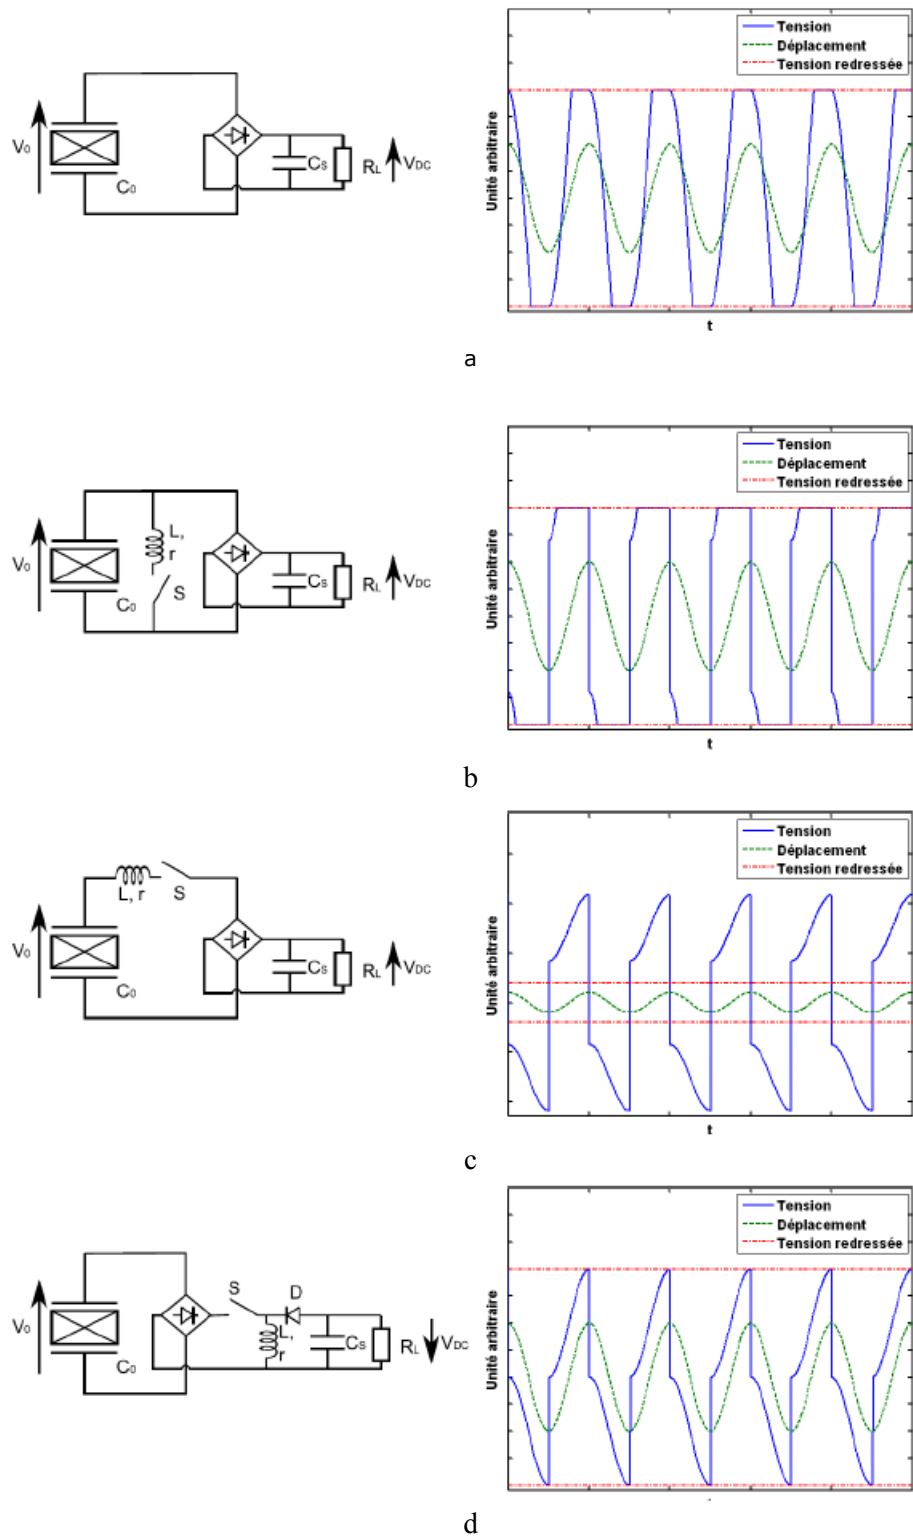 V0
C0
CS
RL
VDC
Tension
Déplacement
Tension redressée
Unité arbitraire
t
a
V0
C0
L,
r
S
CS
RL
VDC
Tension
Déplacement
Tension redressée
Unité arbitraire
t
b
V0
C0
L, r
S
CS
RL
VDC
Tension
Déplacement
Tension redressée
Unité arbitraire
t
c
V0
C0
S
D
L,
r
CS
RL
VDC
Tension
Déplacement
Tension redressée
Unité arbitraire
d